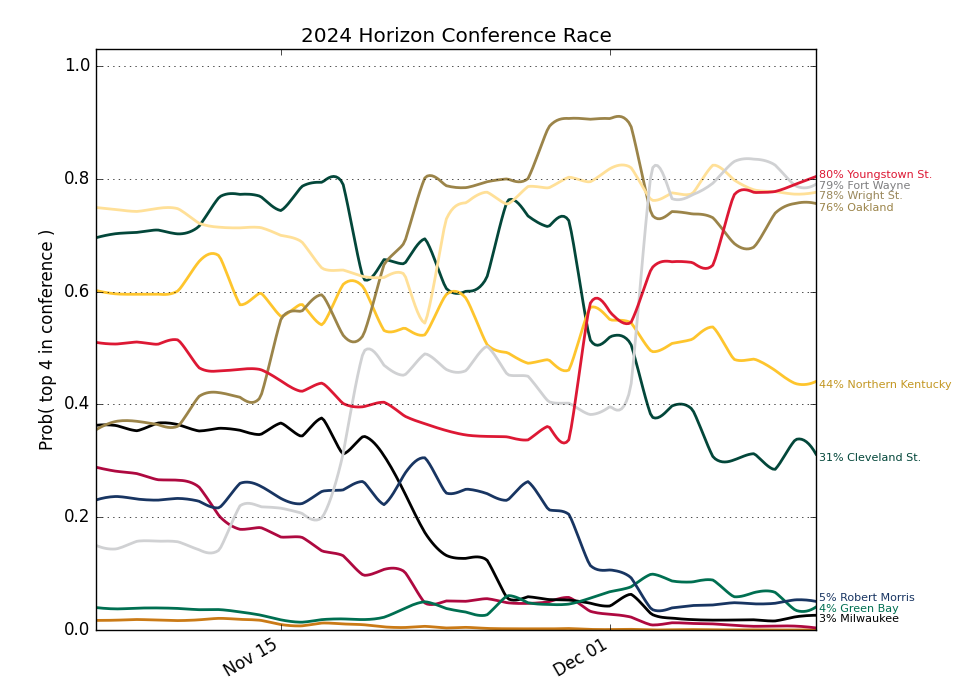 2024 Horizon Conference Race
Prob( top 4 in conference )
1.0
0.8
0.6
0.4
0.2
0.0
Nov 15
Dec 01
80% Youngstown St.
79% Fort Wayne
78% Wright St.
76% Oakland
44% Northern Kentucky
31% Cleveland St.
5% Robert Morris
4% Green Bay
3% Milwaukee